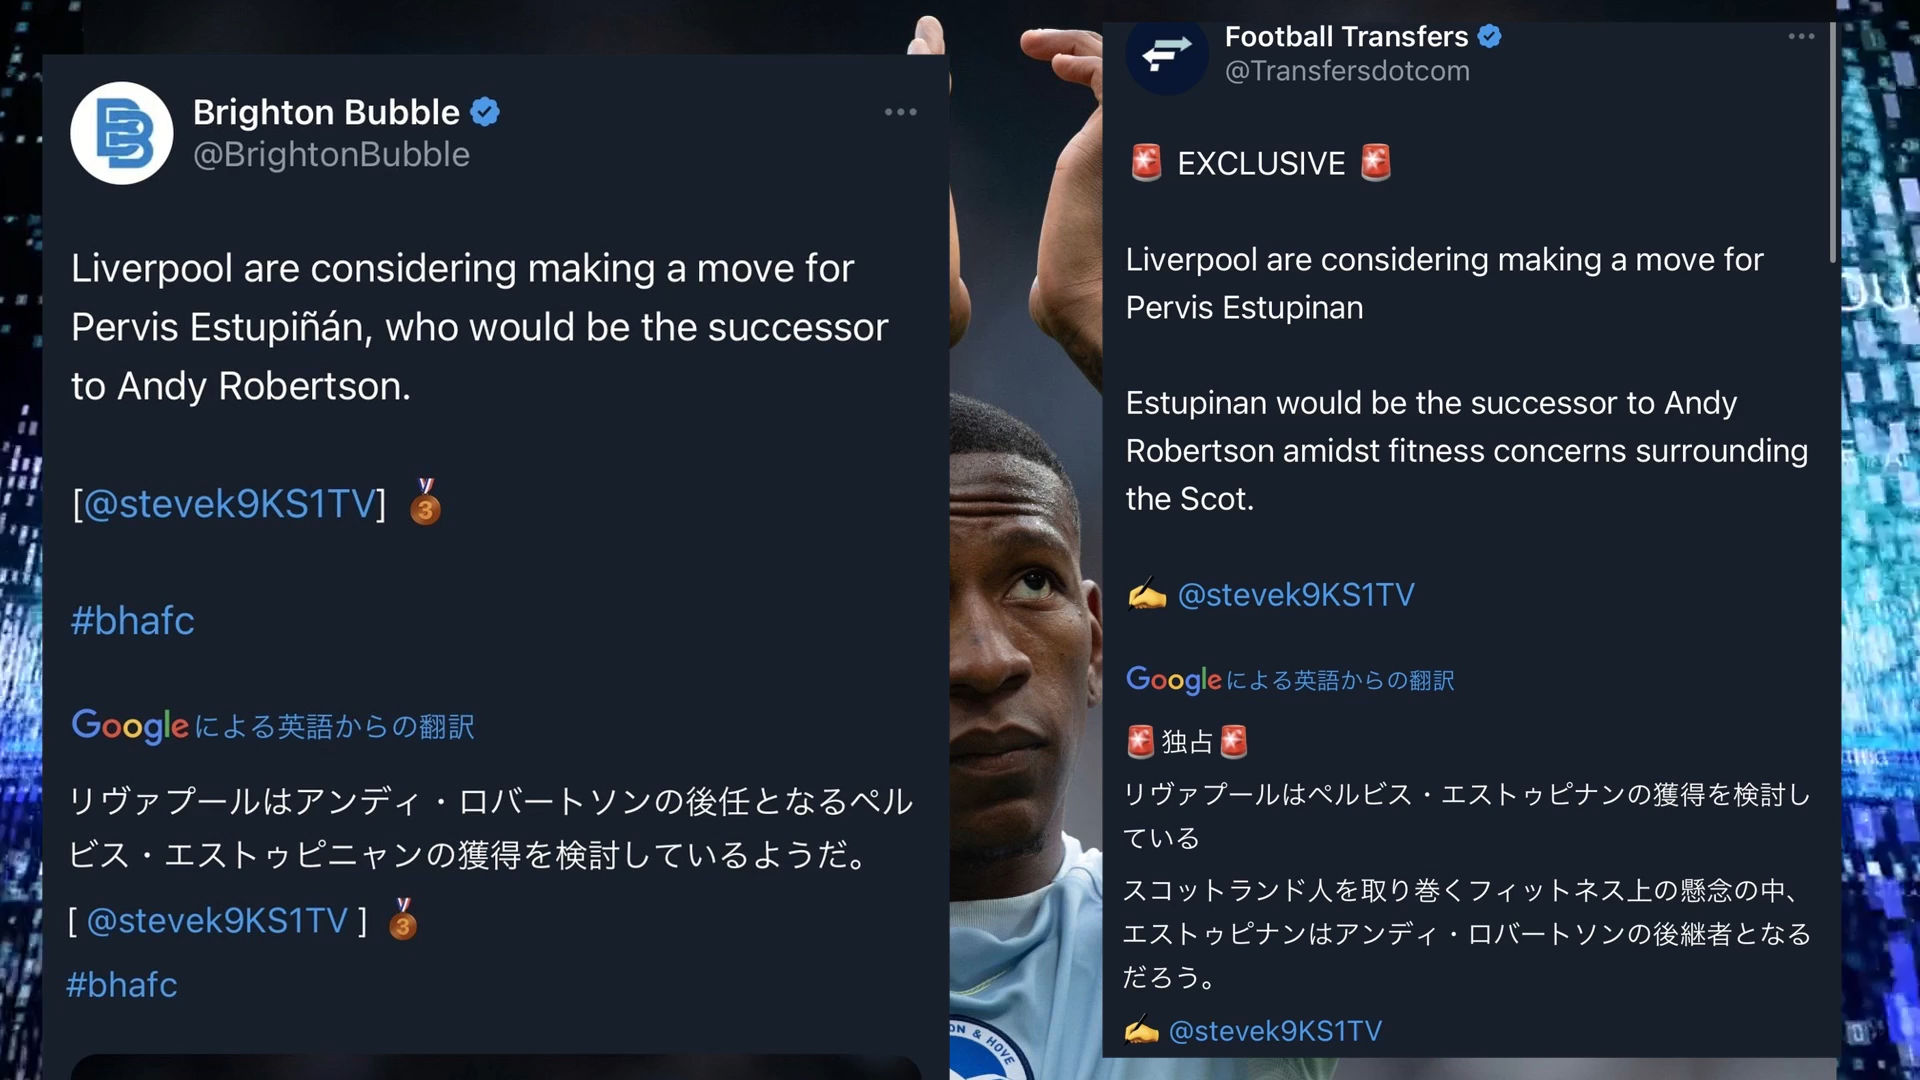 Brighton Bubble
@BrightonBubble
Liverpool are considering making a move for
Pervis Estupiñán, who would be the successor
to Andy Robertson.
[@stevek9KS1TV] 🥉
#bhafc
Googleによる英語からの翻訳
リヴァプールはアンディ・ロバートソンの後任となるペル
ビス・エストゥピニャンの獲得を検討しているようだ。
[ @stevek9KS1TV ] 🥉
#bhafc
Football Transfers
@Transfersdotcom
🚨 EXCLUSIVE 🚨
Liverpool are considering making a move for
Pervis Estupinan
Estupinan would be the successor to Andy
Robertson amidst fitness concerns surrounding
the Scot.
✍️ @stevek9KS1TV
Googleによる英語からの翻訳
🚨独占🚨
リヴァプールはペルビス・エストゥピナンの獲得を検討し
ている
スコットランド人を取り巻くフィットネス上の懸念の中、
エストゥピナンはアンディ・ロバートソンの後継者となる
だろう。
✍️ @stevek9KS1TV
& HOVE